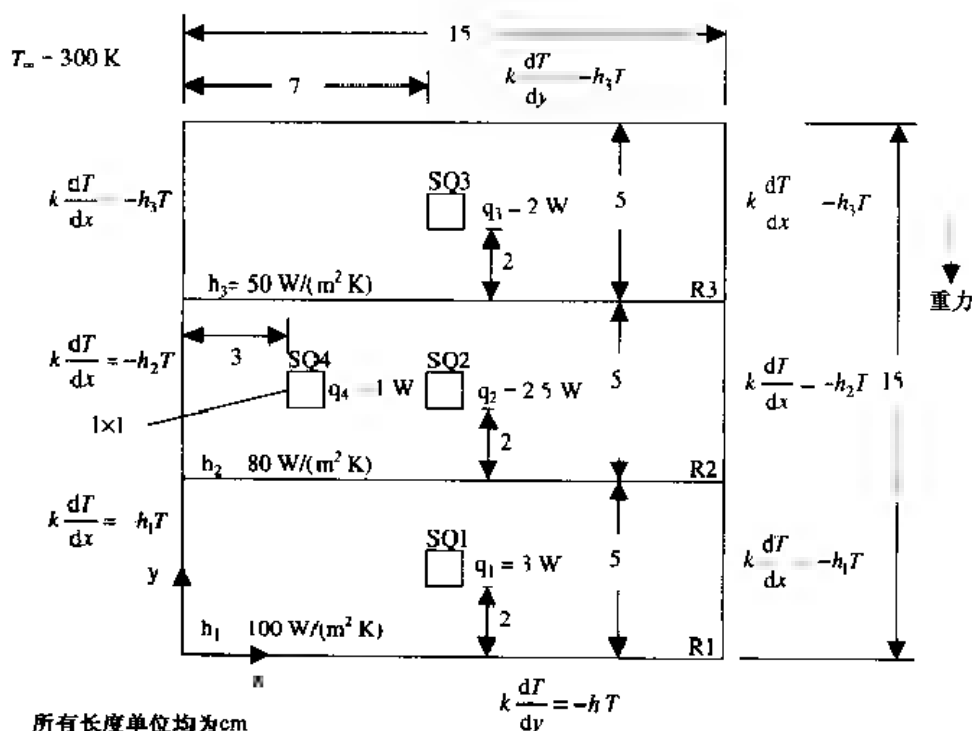 15
T∞ - 300 K
7
k dT/dy -h₃T
k dT/dx - -h₃T
SQ3
q₃ - 2 W
5
2
k dT/dx -h₃T
h₃= 50 W/(m² K)
R3
重力
k dT/dx = -h₂T
3
SQ4
q₄ - 1 W
SQ2
q₂ - 2 5 W
5
k dT/dx - -h₂T
15
1×1
2
h₂ 80 W/(m² K)
R2
k dT/dx = h₁T
SQ1
q₁ = 3 W
5
k dT/dx - -h₁T
y
2
h₁ 100 W/(m² K)
R1
k dT/dy = -h T
所有长度单位均为cm